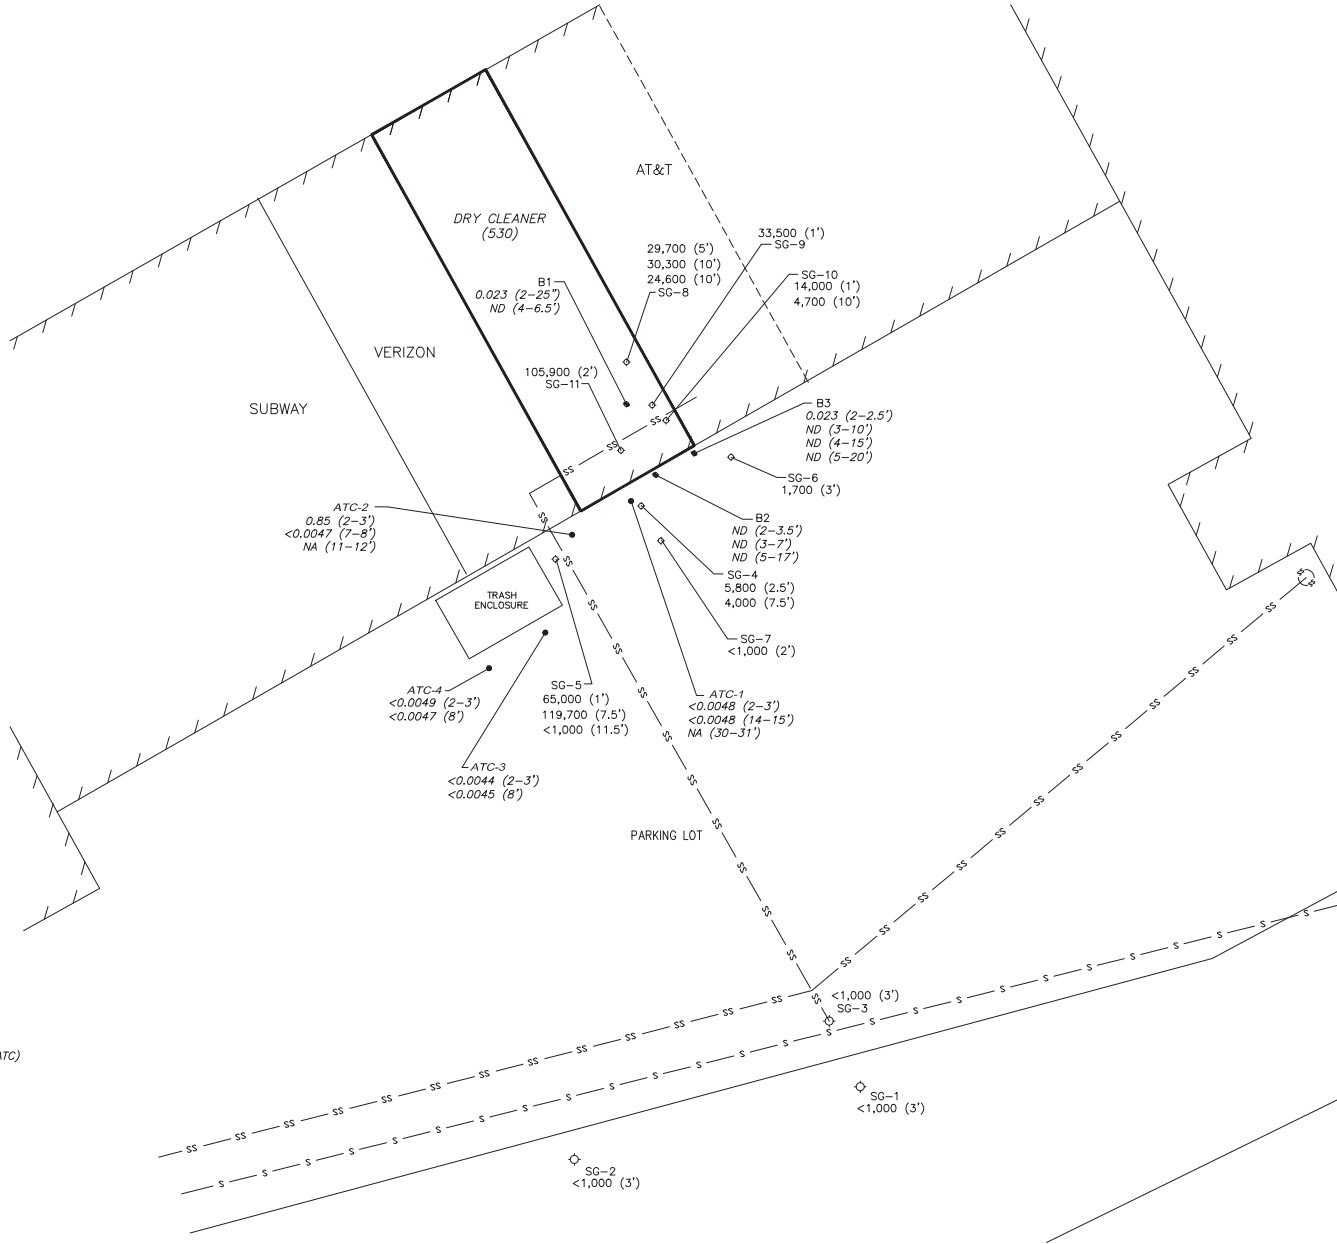 AT&T
DRY CLEANER
(530)
33,500 (1')
SG-9
29,700 (5')
30,300 (10')
24,600 (10')
SG-8
SG-10
14,000 (1')
4,700 (10')
B1
0.023 (2-25")
ND (4-6.5')
VERIZON
105,900 (2')
SG-11
SUBWAY
B3
0.023 (2-2.5')
ND (3-10')
ND (4-15')
ND (5-20')
SG-6
1,700 (3')
ATC-2
0.85 (2-3')
<0.0047 (7-8')
NA (11-12')
B2
ND (2-3.5')
ND (3-7')
ND (5-17')
SG-4
5,800 (2.5')
4,000 (7.5')
TRASH
ENCLOSURE
SG-7
<1,000 (2')
ATC-4
<0.0049 (2-3')
<0.0047 (8')
SG-5
65,000 (1')
119,700 (7.5')
<1,000 (11.5')
ATC-1
<0.0048 (2-3')
<0.0048 (14-15')
NA (30-31')
ATC-3
<0.0044 (2-3')
<0.0045 (8')
PARKING LOT
<1,000 (3')
SG-3
ATC)
SG-1
<1,000 (3')
SG-2
<1,000 (3')